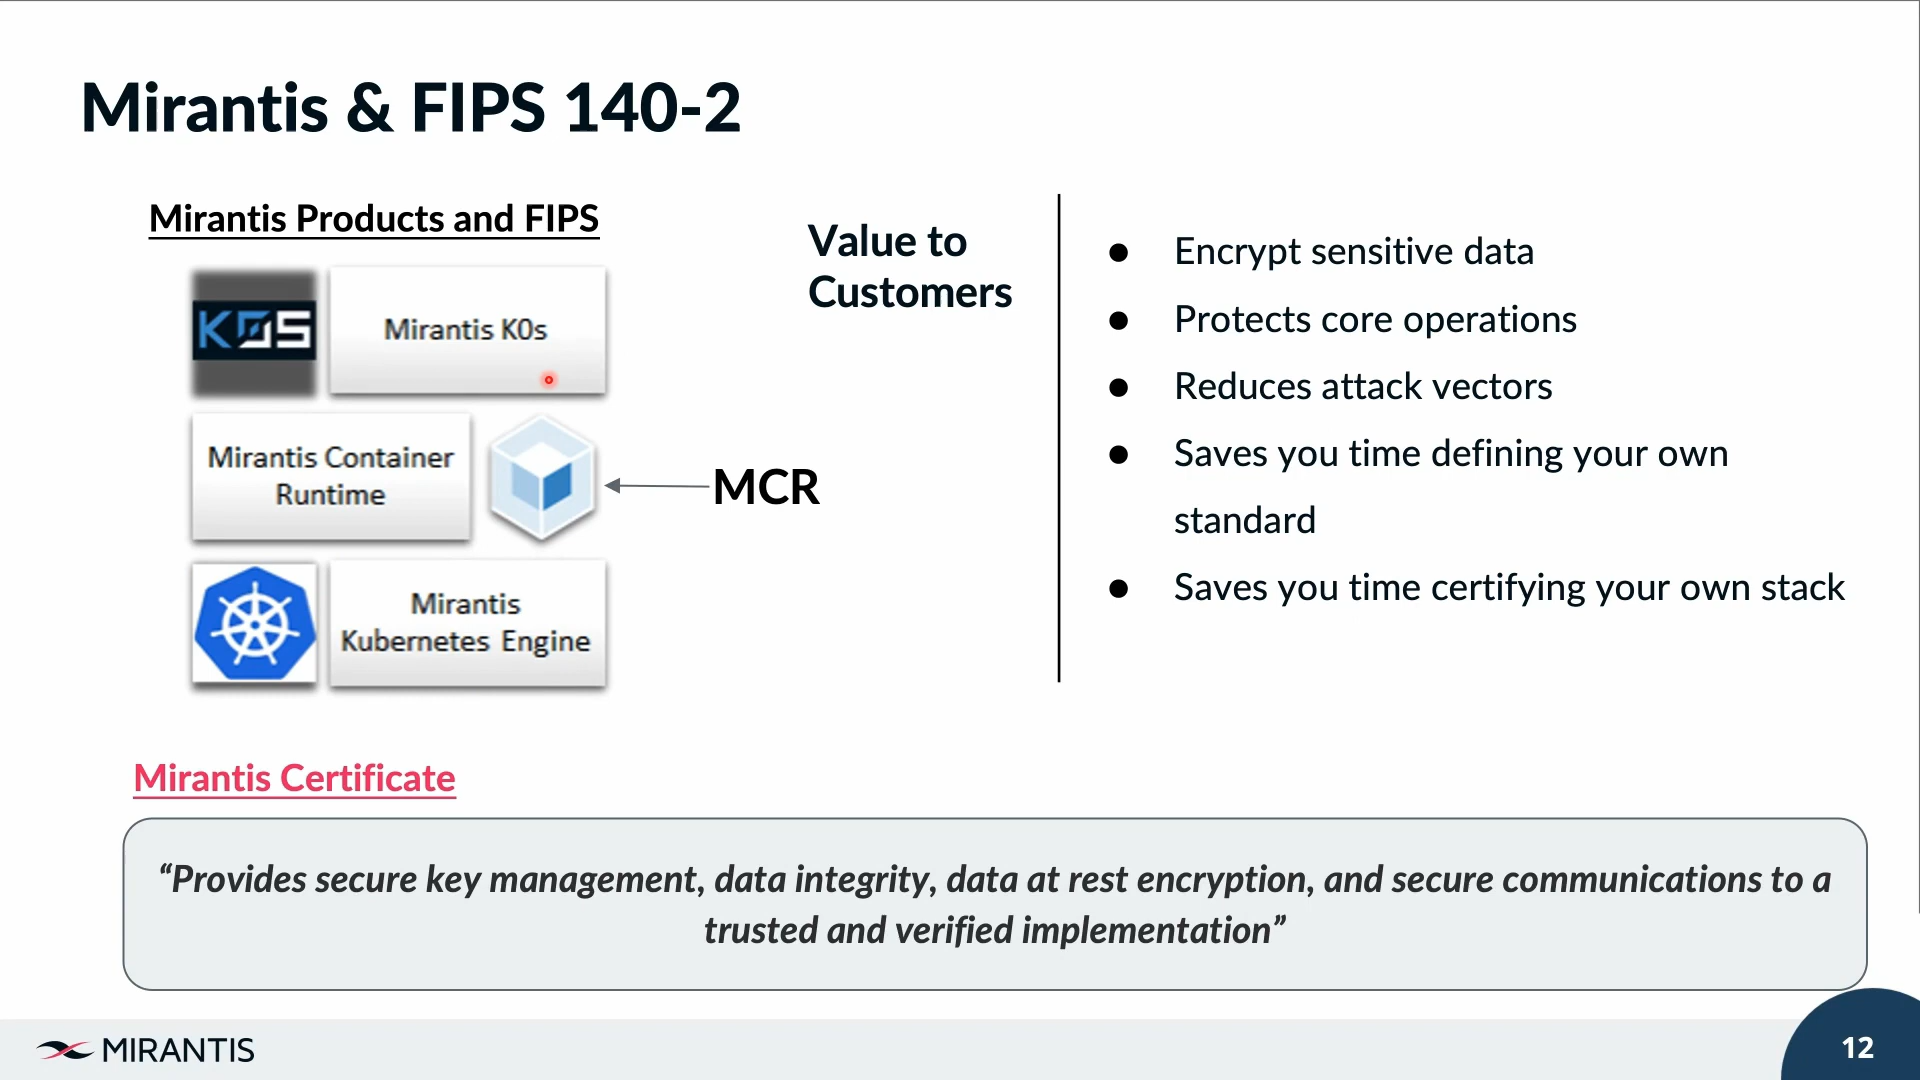 Mirantis & FIPS 140-2
Mirantis Products and FIPS
K0S
Mirantis K0s
Mirantis Container
Runtime
MCR
Mirantis
Kubernetes Engine
Value to
Customers
● Encrypt sensitive data
● Protects core operations
● Reduces attack vectors
● Saves you time defining your own
standard
● Saves you time certifying your own stack
Mirantis Certificate
“Provides secure key management, data integrity, data at rest encryption, and secure communications to a
trusted and verified implementation”
MIRANTIS
12